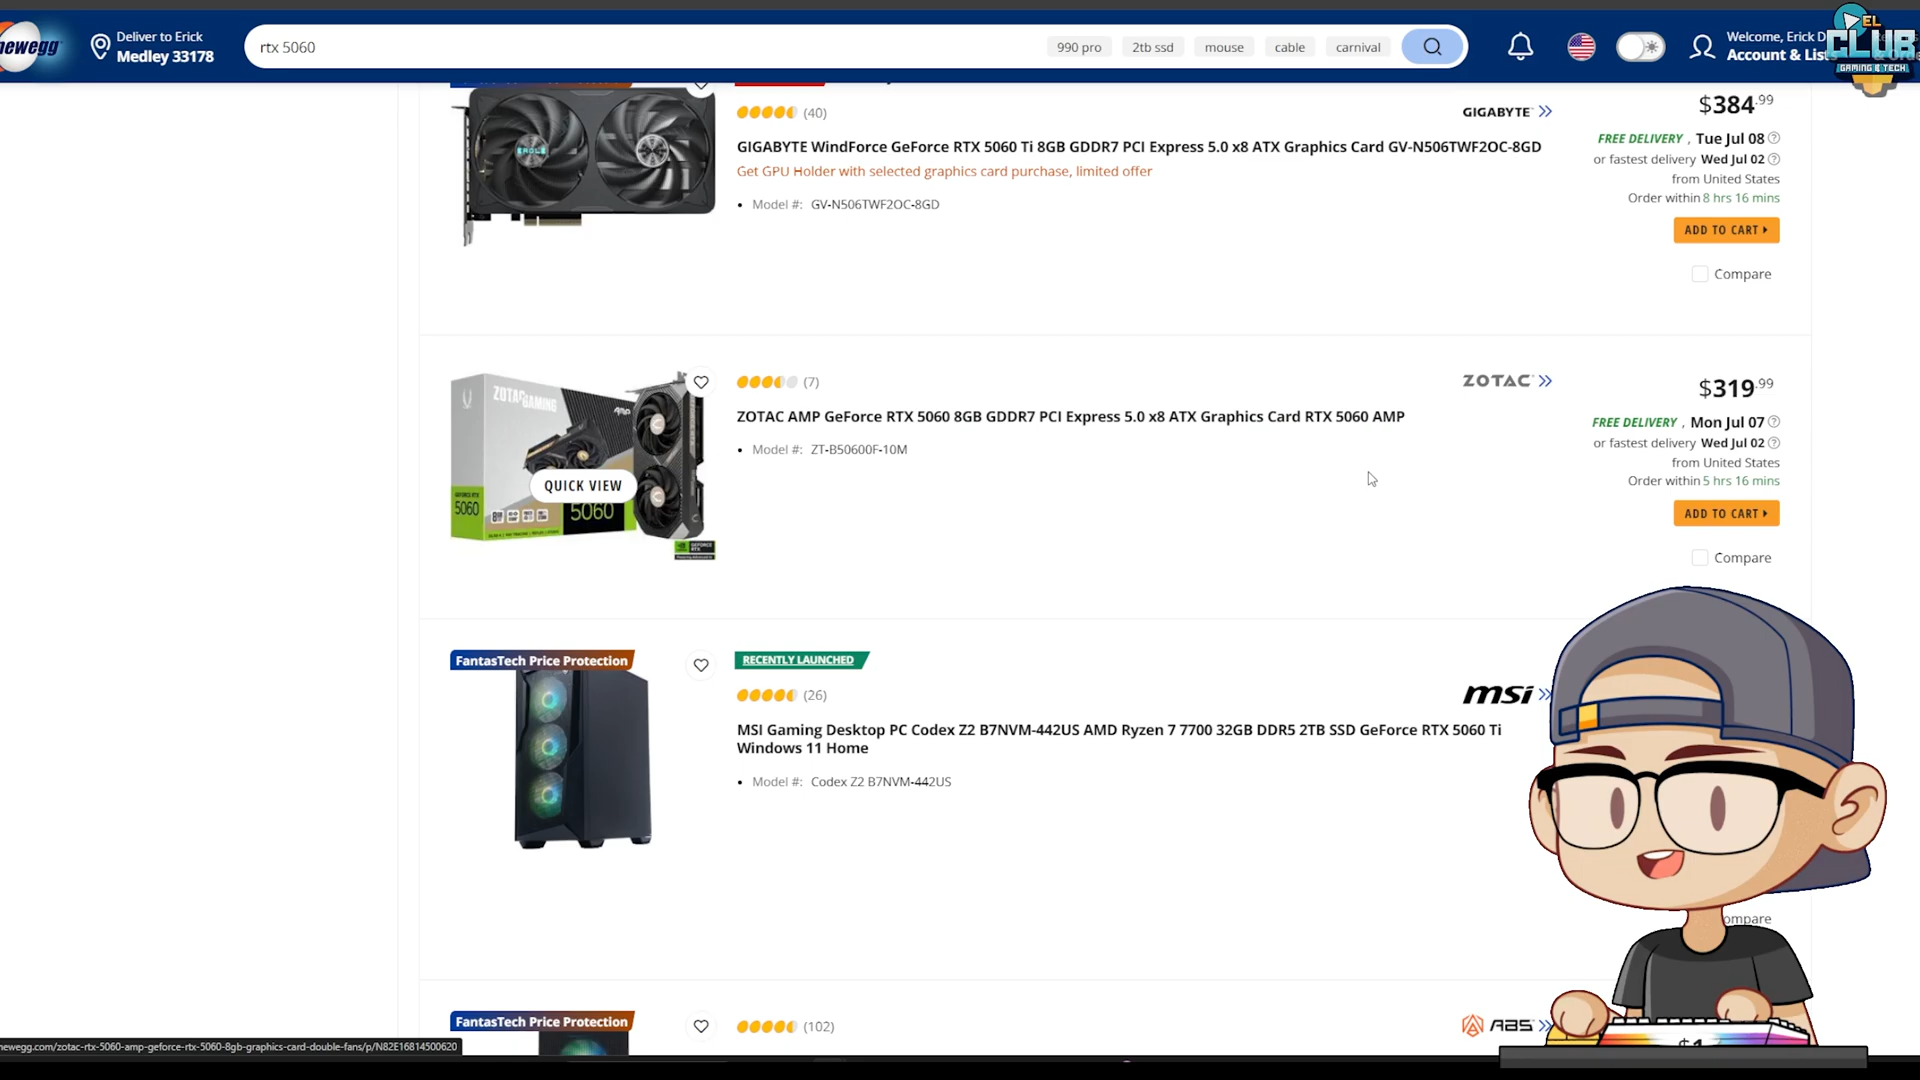 newegg
Deliver to Erick
Medley 33178
rtx 5060
990 pro
2tb ssd
mouse
cable
carnival
Welcome, Erick D
Account & Lists
EL
CLUB
GAMING & TECH
EAGLE
(40)
GIGABYTE
$384.99
GIGABYTE WindForce GeForce RTX 5060 Ti 8GB GDDR7 PCI Express 5.0 x8 ATX Graphics Card GV-N506TWF2OC-8GD
Get GPU Holder with selected graphics card purchase, limited offer
Model #: GV-N506TWF2OC-8GD
FREE DELIVERY , Tue Jul 08
or fastest delivery Wed Jul 02
from United States
Order within 8 hrs 16 mins
ADD TO CART
Compare
ZOTAC GAMING
AMP
5060
5060
QUICK VIEW
(7)
ZOTAC
$319.99
ZOTAC AMP GeForce RTX 5060 8GB GDDR7 PCI Express 5.0 x8 ATX Graphics Card RTX 5060 AMP
Model #: ZT-B50600F-10M
FREE DELIVERY , Mon Jul 07
or fastest delivery Wed Jul 02
from United States
Order within 5 hrs 16 mins
ADD TO CART
Compare
FantasTech Price Protection
RECENTLY LAUNCHED
(26)
msi
MSI Gaming Desktop PC Codex Z2 B7NVM-442US AMD Ryzen 7 7700 32GB DDR5 2TB SSD GeForce RTX 5060 Ti
Windows 11 Home
Model #: Codex Z2 B7NVM-442US
ompare
FantasTech Price Protection
(102)
ABS
newegg.com/zotac-rtx-5060-amp-geforce-rtx-5060-8gb-graphics-card-double-fans/p/N82E16814500620